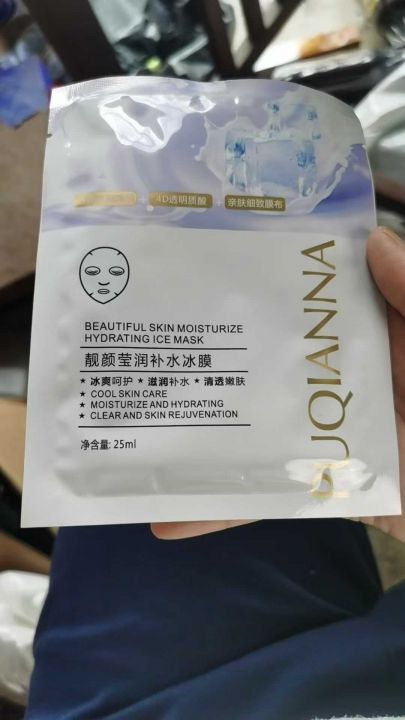 4D透明质酸 + 亲肤细致膜布
BEAUTIFUL SKIN MOISTURIZE
HYDRATING ICE MASK
靓颜莹润补水冰膜
★ 冰爽呵护 ★ 滋润补水 ★ 清透嫩肤
★ COOL SKIN CARE
★ MOISTURIZE AND HYDRATING
★ CLEAR AND SKIN REJUVENATION
净含量: 25ml
UQIANNA